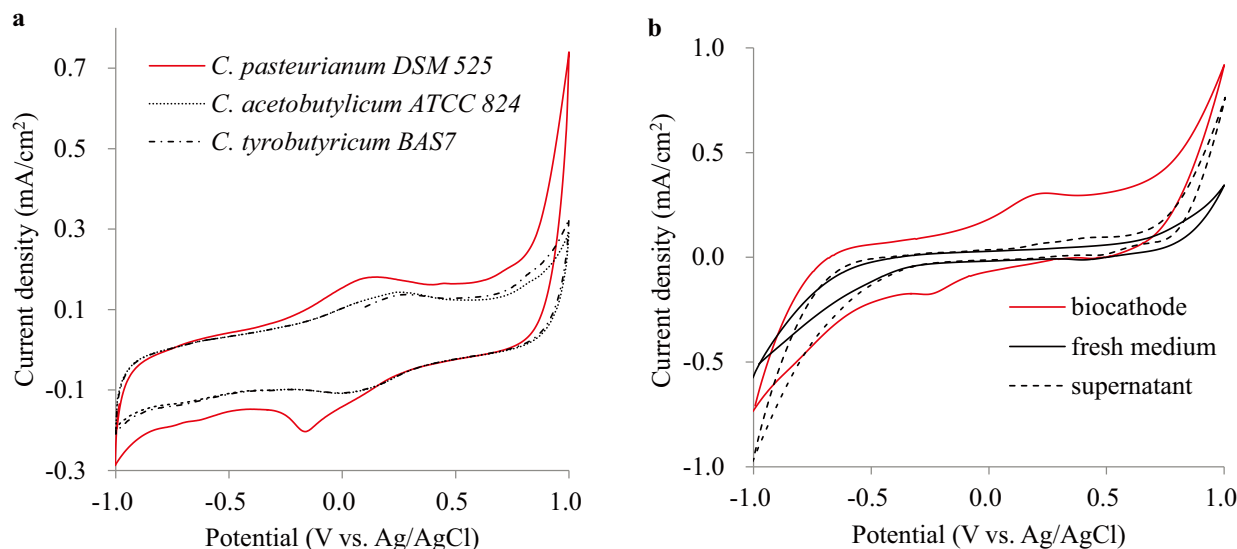 a
0.7
0.5
0.3
0.1
-0.1
-0.3
Current density (mA/cm²)
C. pasteurianum DSM 525
C. acetobutylicum ATCC 824
C. tyrobutyricum BAS7
-1.0 -0.5 0.0 0.5 1.0
Potential (V vs. Ag/AgCl)
b
1.0
0.5
0.0
-0.5
-1.0
Current density (mA/cm²)
biocathode
fresh medium
supernatant
-1.0 -0.5 0.0 0.5 1.0
Potential (V vs. Ag/AgCl)